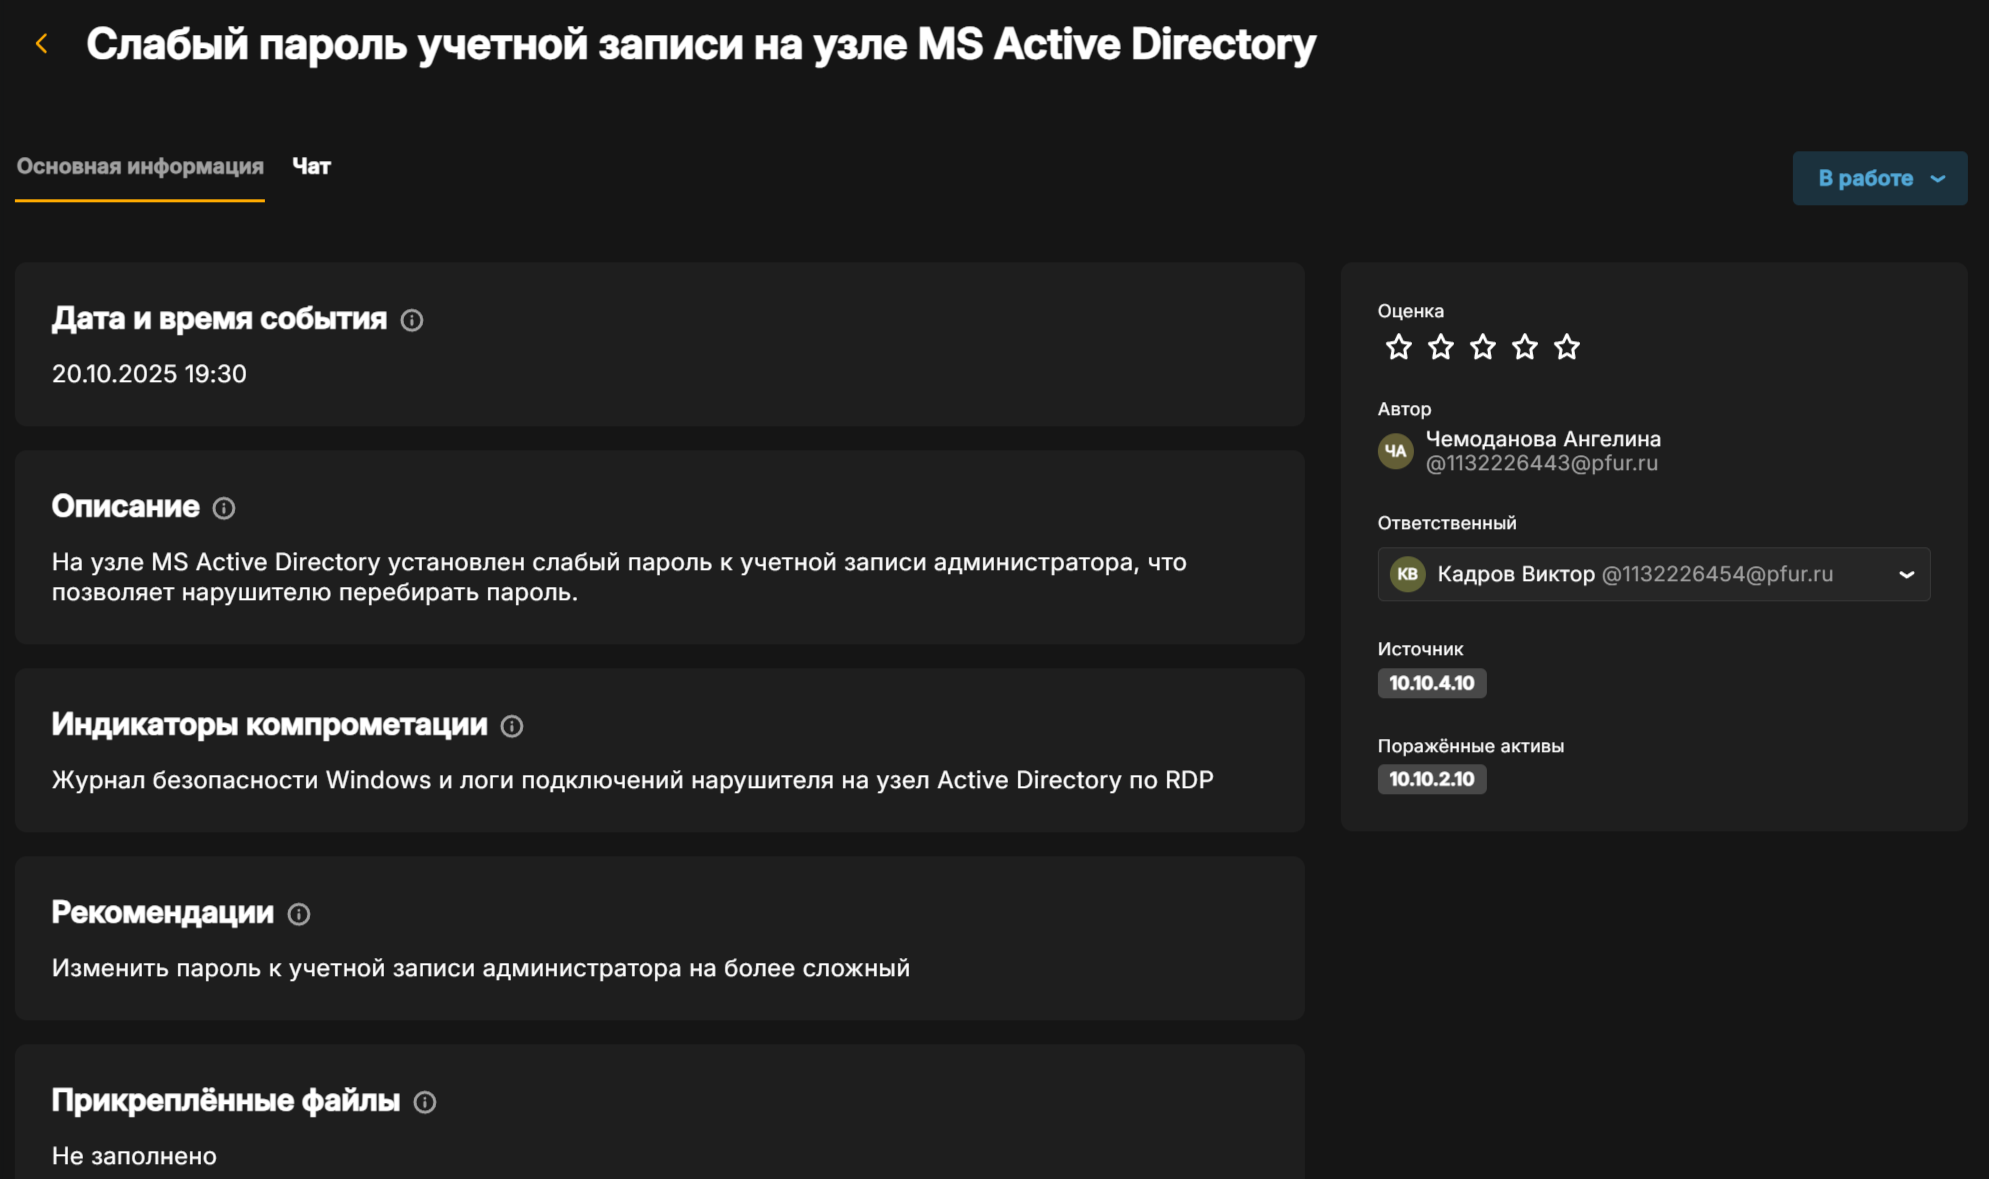 Слабый пароль учетной записи на узле MS Active Directory
Основная информация
Чат
В работе
Дата и время события
20.10.2025 19:30
Описание
На узле MS Active Directory установлен слабый пароль к учетной записи администратора, что
позволяет нарушителю перебирать пароль.
Индикаторы компрометации
Журнал безопасности Windows и логи подключений нарушителя на узел Active Directory по RDP
Рекомендации
Изменить пароль к учетной записи администратора на более сложный
Прикреплённые файлы
Не заполнено
Оценка
Автор
ЧА
Чемоданова Ангелина
@1132226443@pfur.ru
Ответственный
КВ Кадров Виктор @1132226454@pfur.ru
Источник
10.10.4.10
Поражённые активы
10.10.2.10